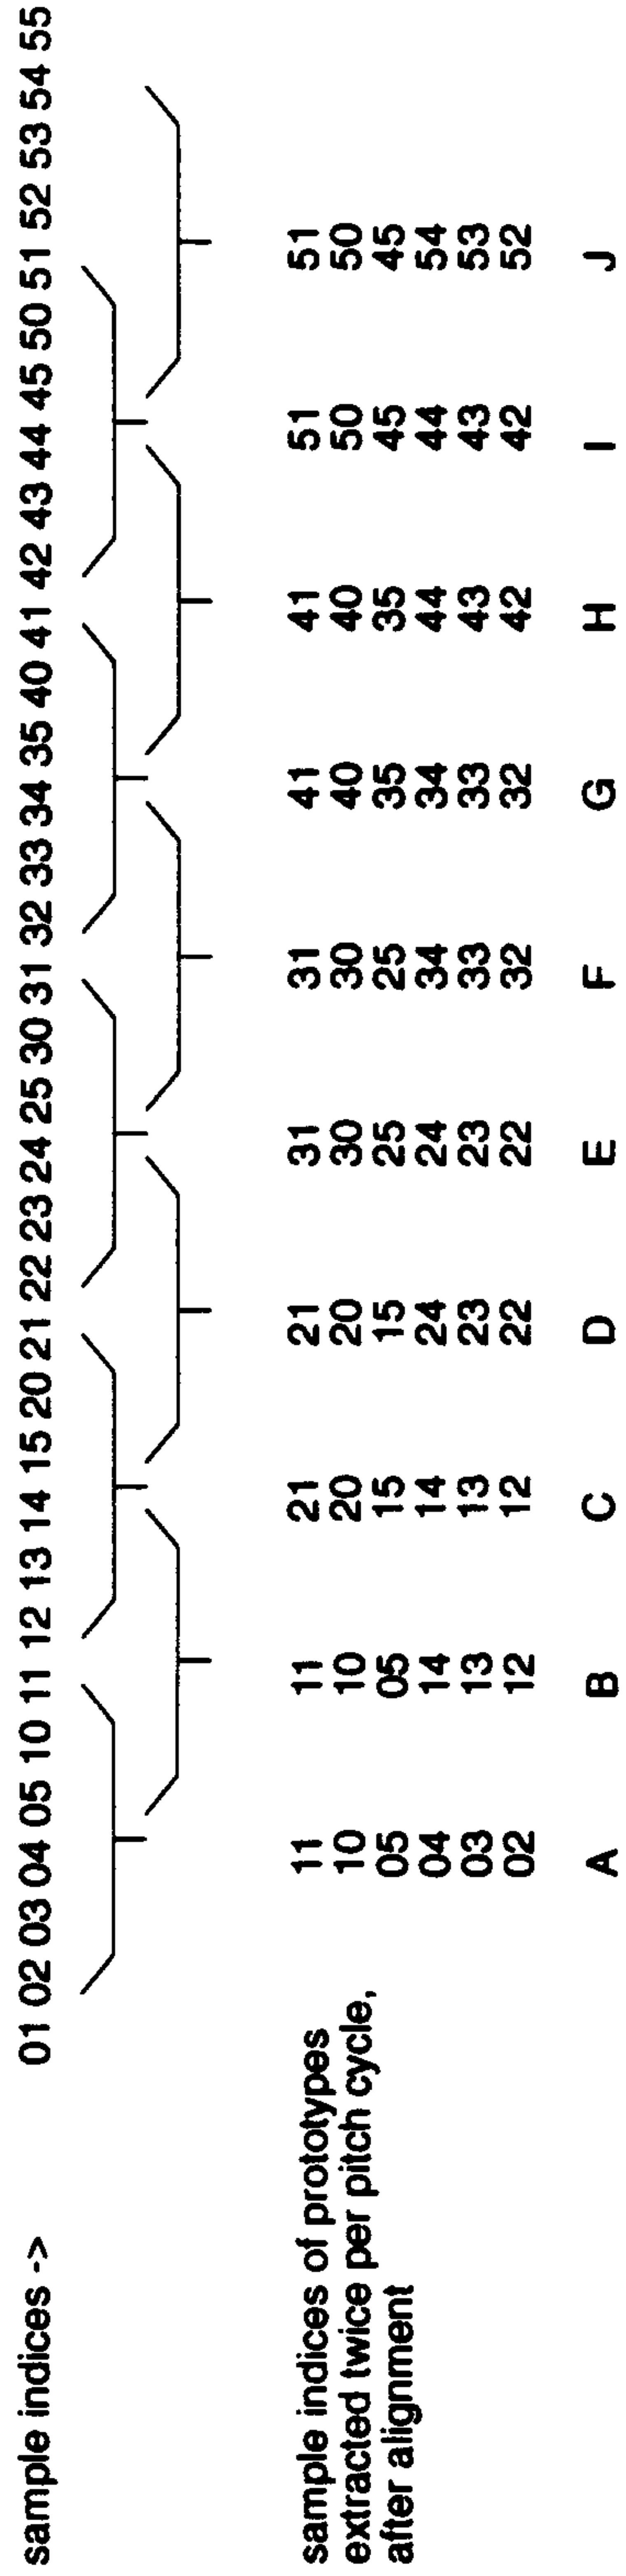 sample indices -> 01 02 03 04 05 10 11 12 13 14 15 20 21 22 23 24 25 30 31 32 33 34 35 40 41 42 43 44 45 50 51 52 53 54 55
sample indices of prototypes
extracted twice per pitch cycle,
after alignment
11 11 21 21 31 31 41 41 51 51
10 10 20 20 30 30 40 40 50 50
05 05 15 15 25 25 35 35 45 45
04 14 14 24 24 34 34 44 44 54
03 13 13 23 23 33 33 43 43 53
02 12 12 22 22 32 32 42 42 52
A B C D E F G H I J